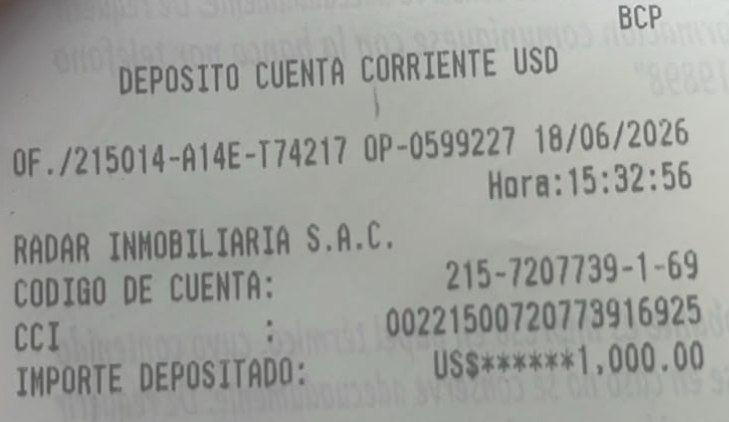 BCP
DEPOSITO CUENTA CORRIENTE USD
OF./215014-A14E-T74217 OP-0599227 18/06/2026
Hora:15:32:56
RADAR INMOBILIARIA S.A.C.
CODIGO DE CUENTA: 215-7207739-1-69
CCI : 00221500720773916925
IMPORTE DEPOSITADO: US$******1,000.00